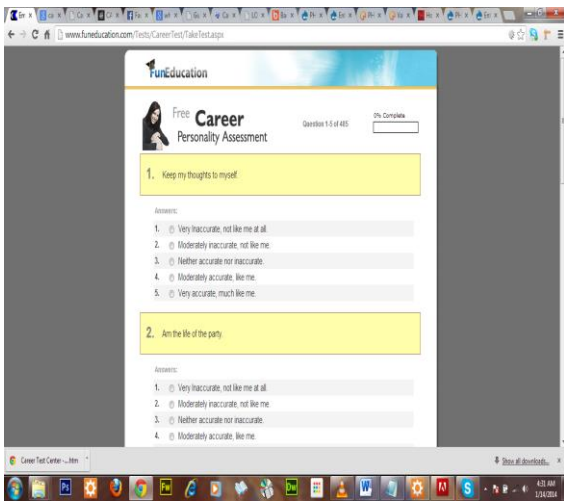 www.funeducation.com/Tests/CareerTest/TakeTest.aspx
FunEducation
Free Career
Personality Assessment
Question 1-5 of 485
0% Complete
1. Keep my thoughts to myself.
Answers:
1. Very Inaccurate, not like me at all.
2. Moderately inaccurate, not like me.
3. Neither accurate nor inaccurate.
4. Moderately accurate, like me.
5. Very accurate, much like me.
2. Am the life of the party.
Answers:
1. Very Inaccurate, not like me at all.
2. Moderately inaccurate, not like me.
3. Neither accurate nor inaccurate.
4. Moderately accurate, like me.
Career Test Center -....htm
Show all downloads...
4:31 AM
1/14/2014